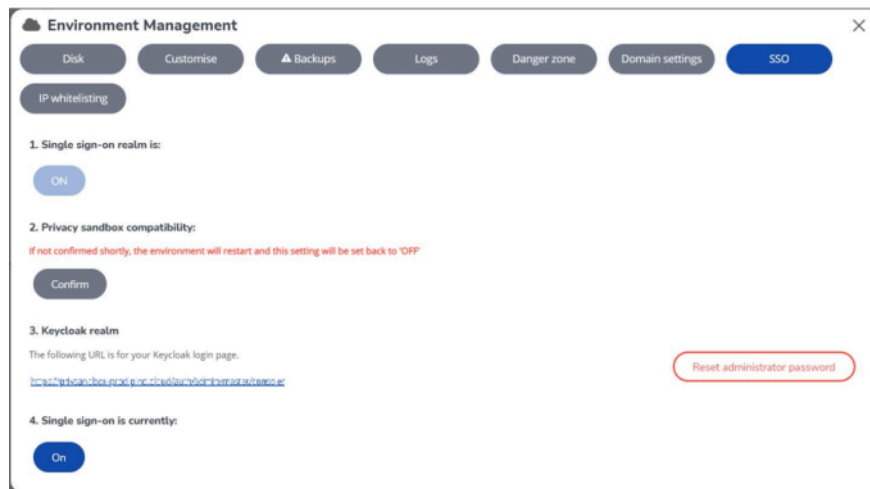 Environment Management
Disk
Customise
Backups
Logs
Danger zone
Domain settings
SSO
IP whitelisting
1. Single sign-on realm is:
ON
2. Privacy sandbox compatibility:
If not confirmed shortly, the environment will restart and this setting will be set back to 'OFF'
Confirm
3. Keycloak realm
The following URL is for your Keycloak login page.
Reset administrator password
4. Single sign-on is currently:
On